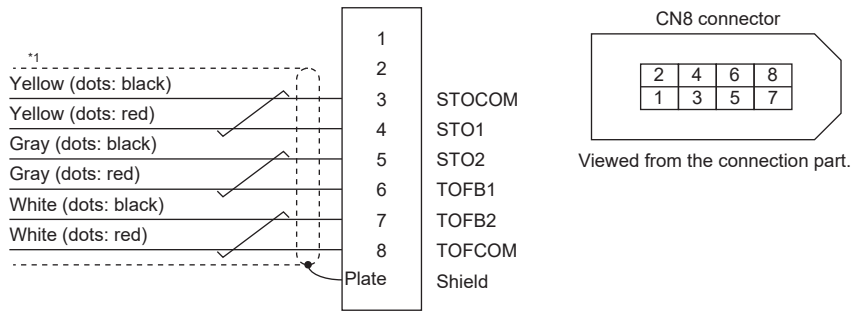 CN8 connector
1
*1
2
Yellow (dots: black)
3 STOCOM
Yellow (dots: red)
4 STO1
Gray (dots: black)
5 STO2
Gray (dots: red)
6 TOFB1
White (dots: black)
7 TOFB2
White (dots: red)
8 TOFCOM
Plate Shield
2 4 6 8
1 3 5 7
Viewed from the connection part.